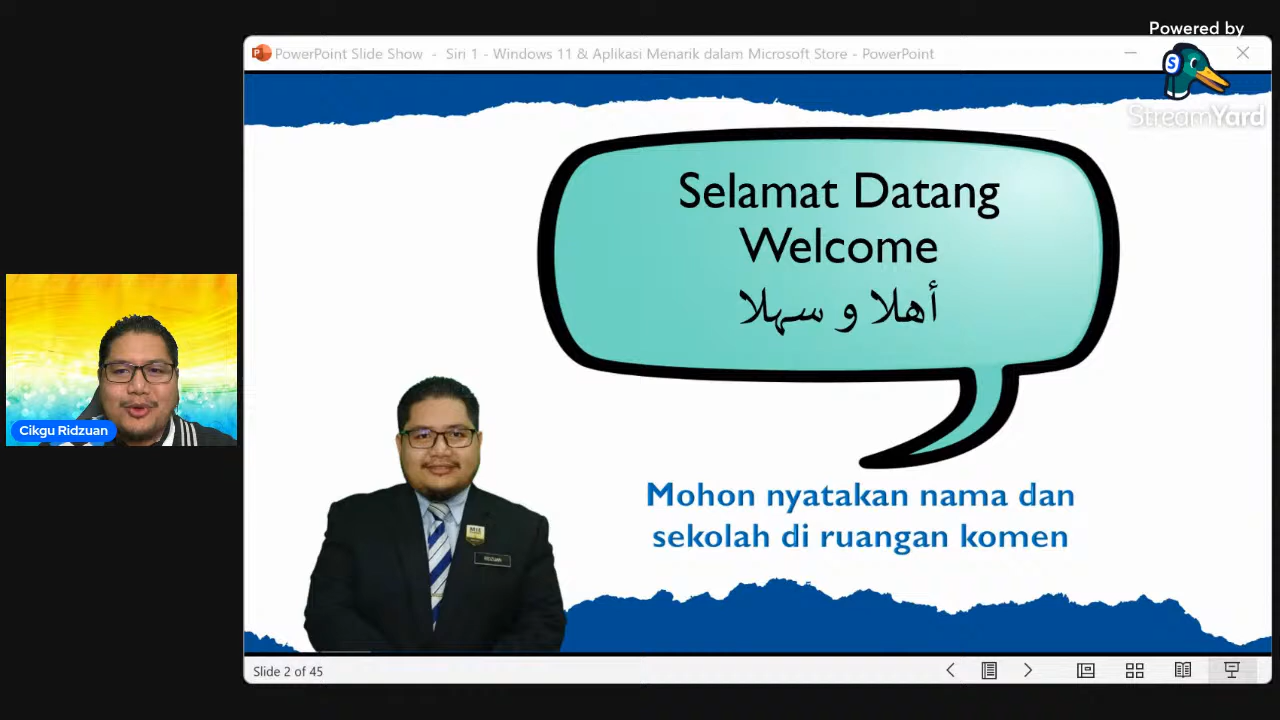 Powered by
StreamYard
PowerPoint Slide Show - Siri 1 - Windows 11 & Aplikasi Menarik dalam Microsoft Store - PowerPoint
Selamat Datang
Welcome
أهلا و سهلا
Mohon nyatakan nama dan
sekolah di ruangan komen
Cikgu Ridzuan
Slide 2 of 45